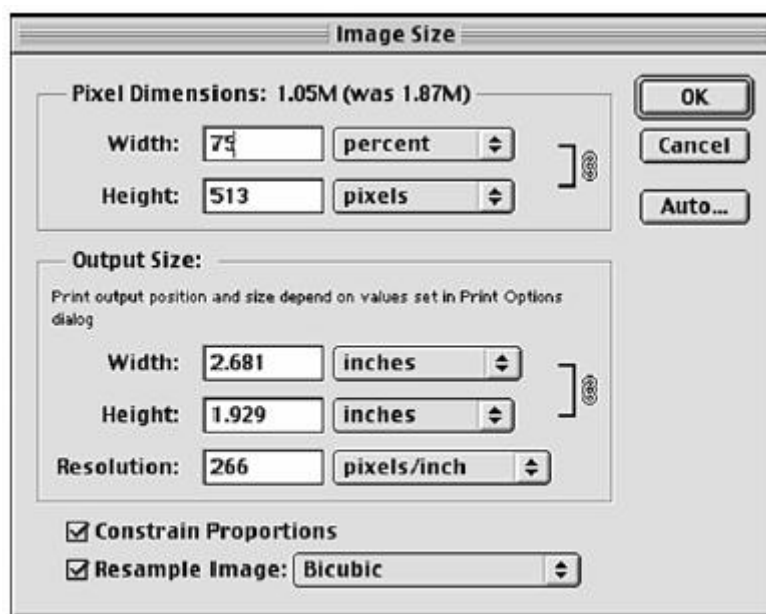 Image Size
Pixel Dimensions: 1.05M (was 1.87M)
Width: 75 percent
Height: 513 pixels
OK
Cancel
Auto...
Output Size:
Print output position and size depend on values set in Print Options
dialog
Width: 2.681 inches
Height: 1.929 inches
Resolution: 266 pixels/inch
Constrain Proportions
Resample Image: Bicubic